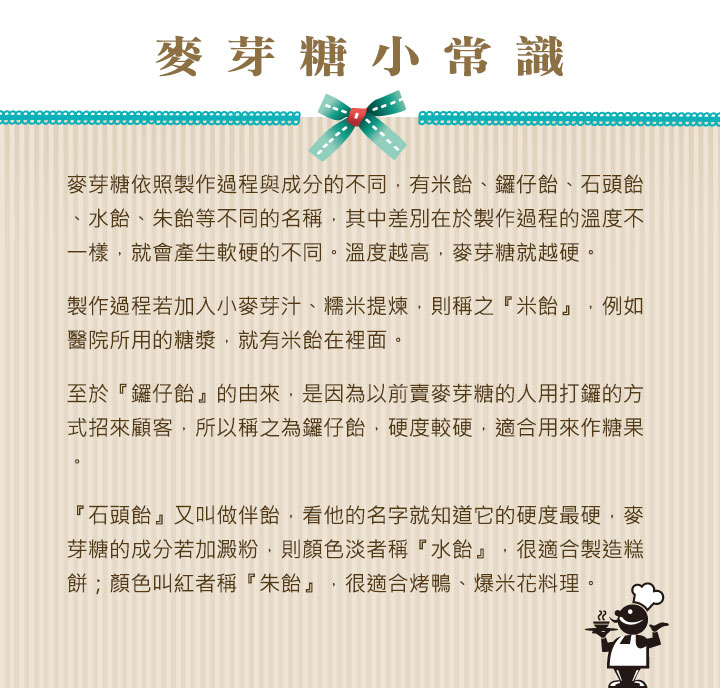 麥芽糖小常識
麥芽糖依照製作過程與成分的不同，有米飴、鑼仔飴、石頭飴
、水飴、朱飴等不同的名稱，其中差別在於製作過程的溫度不
一樣，就會產生軟硬的不同。溫度越高，麥芽糖就越硬。
製作過程若加入小麥芽汁、糯米提煉，則稱之『米飴』，例如
醫院所用的糖漿，就有米飴在裡面。
至於『鑼仔飴』的由來，是因為以前賣麥芽糖的人用打鑼的方
式招來顧客，所以稱之為鑼仔飴，硬度較硬，適合用來作糖果
。
『石頭飴』又叫做伴飴，看他的名字就知道它的硬度最硬，麥
芽糖的成分若加澱粉，則顏色淡者稱『水飴』，很適合製造糕
餅；顏色叫紅者稱『朱飴』，很適合烤鴨、爆米花料理。